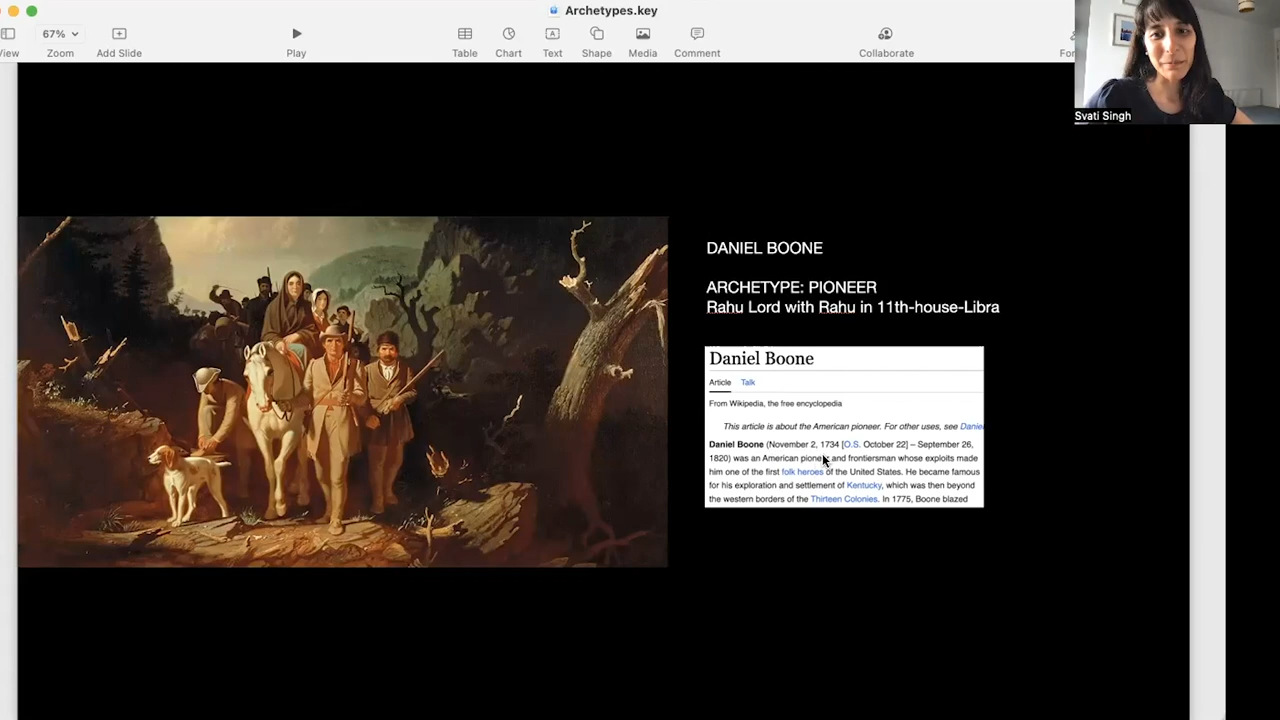 Archetypes.key
View
67%
Zoom
Add Slide
Play
Table
Chart
Text
Shape
Media
Comment
Collaborate
For
Svati Singh
DANIEL BOONE
ARCHETYPE: PIONEER
Rahu Lord with Rahu in 11th-house-Libra
Daniel Boone
Article Talk
From Wikipedia, the free encyclopedia
This article is about the American pioneer. For other uses, see Daniel
Daniel Boone (November 2, 1734 [O.S. October 22] – September 26,
1820) was an American pioneer and frontiersman whose exploits made
him one of the first folk heroes of the United States. He became famous
for his exploration and settlement of Kentucky, which was then beyond
the western borders of the Thirteen Colonies. In 1775, Boone blazed